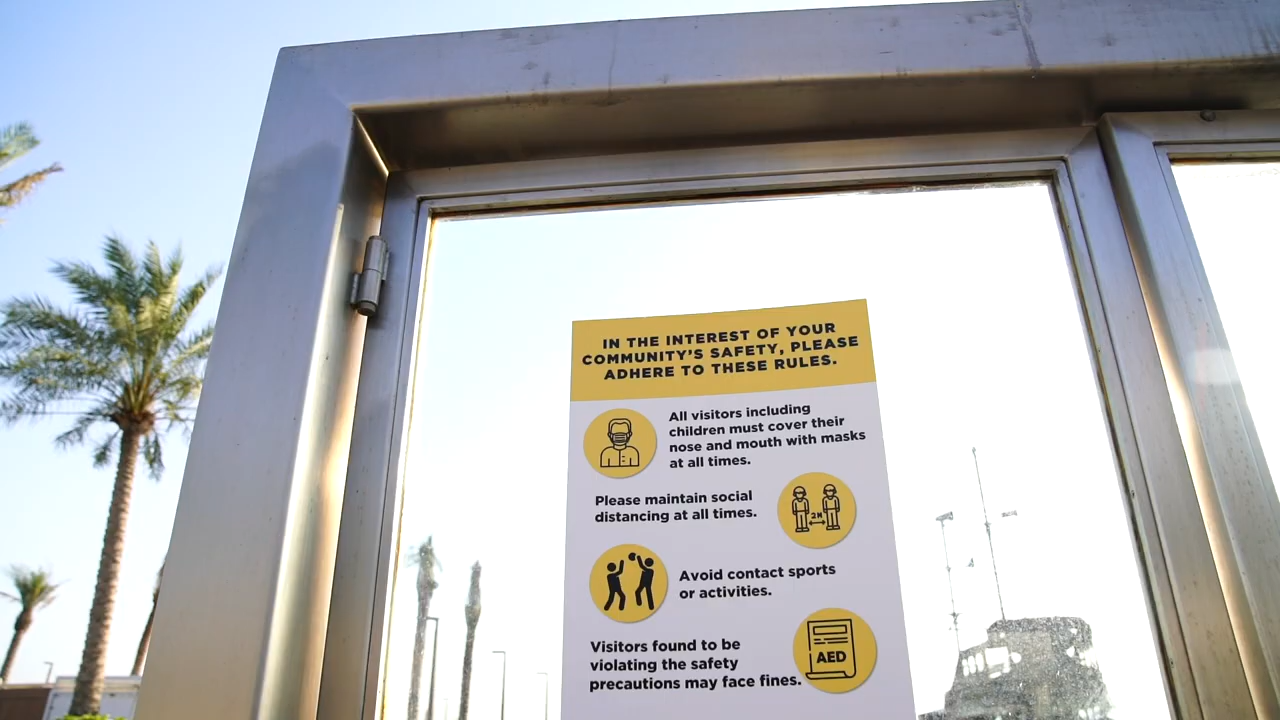 IN THE INTEREST OF YOUR
COMMUNITY'S SAFETY, PLEASE
ADHERE TO THESE RULES.
All visitors including
children must cover their
nose and mouth with masks
at all times.
Please maintain social
distancing at all times.
2M
Avoid contact sports
or activities.
Visitors found to be
violating the safety
precautions may face fines.
AED